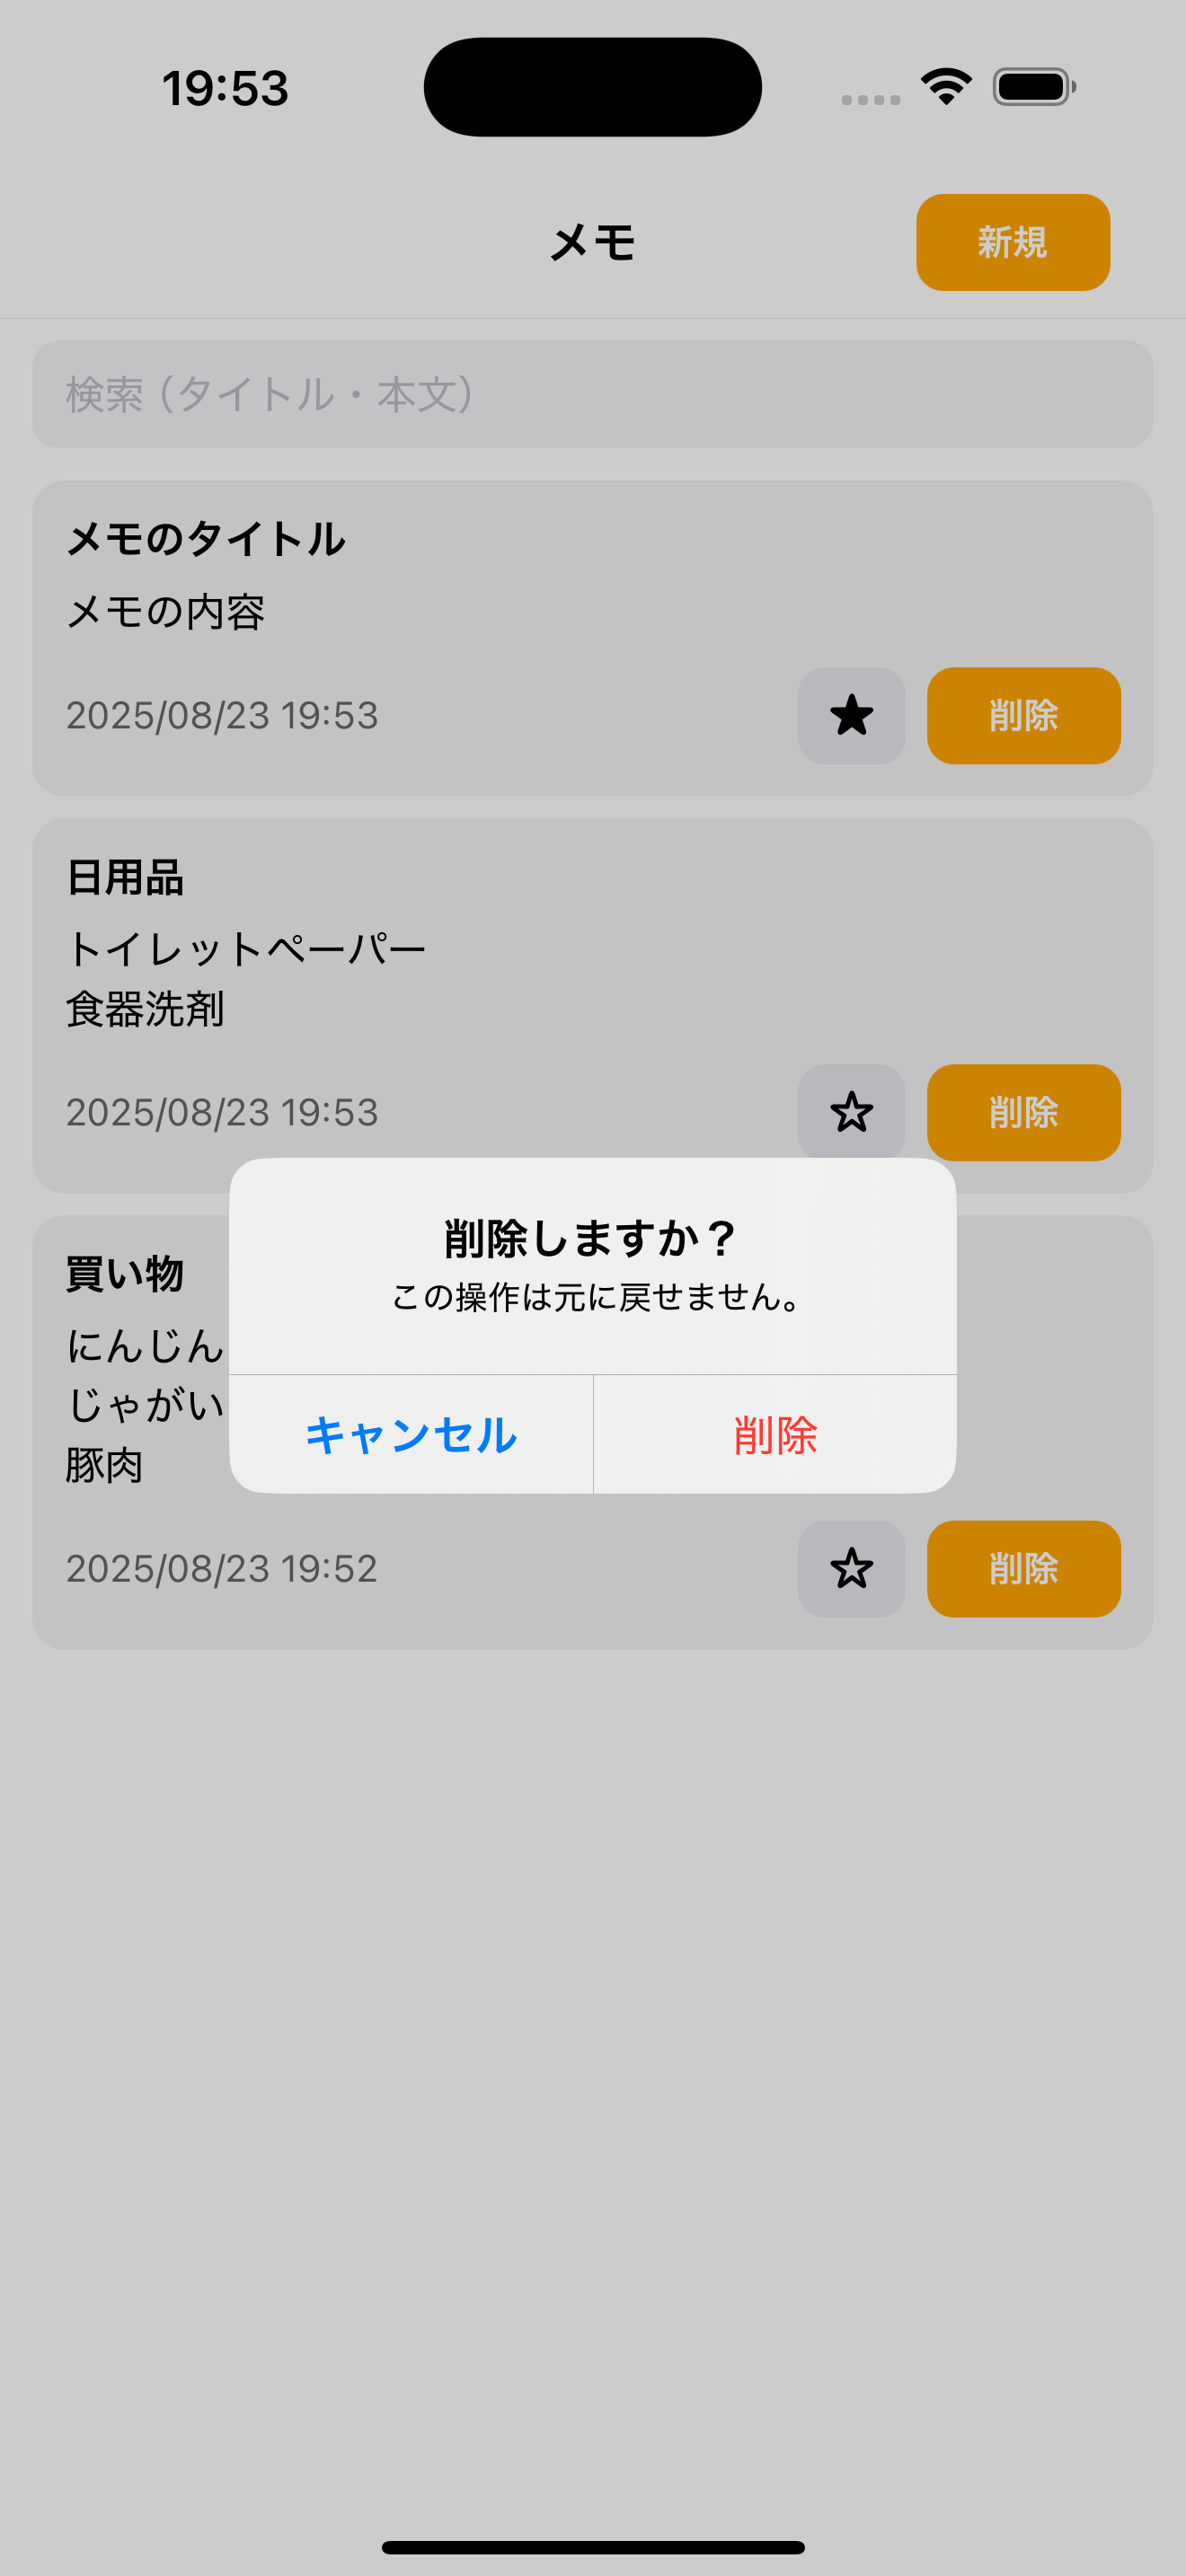 19:53
メモ
新規
検索（タイトル・本文）
メモのタイトル
メモの内容
2025/08/23 19:53
削除
日用品
トイレットペーパー
食器洗剤
2025/08/23 19:53
削除
削除しますか？
この操作は元に戻せません。
キャンセル
削除
買い物
にんじん
じゃがい
豚肉
2025/08/23 19:52
削除